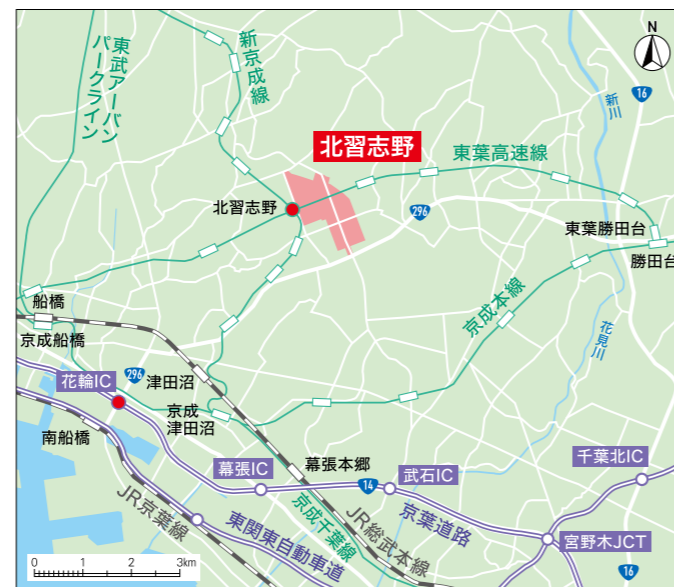 東武アーバン
パークライン
新京成線
N
16
新川
北習志野
東葉高速線
北習志野
296
東葉勝田台
勝田台
船橋
京成船橋
京成本線
花見川
296
花輪IC
津田沼
京成
津田沼
南船橋
幕張IC
幕張本郷
14
武石IC
千葉北IC
JR京葉線
東関東自動車道
京成千葉線
JR総武本線
京葉道路
宮野木JCT
16
0 1 2 3km